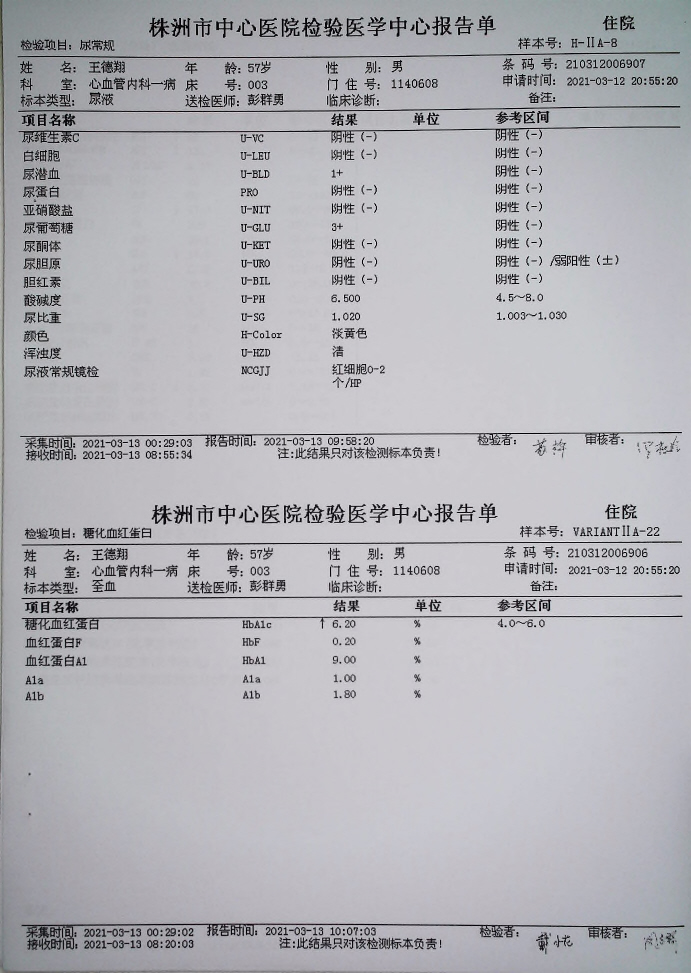 株洲市中心医院检验医学中心报告单 住院
检验项目: 尿常规 样本号: H-ⅡA-8
姓 名: 王德翔 年 龄: 57岁 性 别: 男 条 码 号: 210312006907
科 室: 心血管内科一病 床 号: 003 门 住 号: 1140608 申请时间: 2021-03-12 20:55:20
标本类型: 尿液 送检医师: 彭群勇 临床诊断: 备注:
项目名称 结果 单位 参考区间
尿维生素C U-VC 阴性 (-) 阴性 (-)
白细胞 U-LEU 阴性 (-) 阴性 (-)
尿潜血 U-BLD 1+ 阴性 (-)
尿蛋白 PRO 阴性 (-) 阴性 (-)
亚硝酸盐 U-NIT 阴性 (-) 阴性 (-)
尿葡萄糖 U-GLU 3+ 阴性 (-)
尿酮体 U-KET 阴性 (-) 阴性 (-)
尿胆原 U-URO 阴性 (-) 阴性 (-) /弱阳性 (±)
胆红素 U-BIL 阴性 (-) 阴性 (-)
酸碱度 U-PH 6.500 4.5~8.0
尿比重 U-SG 1.020 1.003~1.030
颜色 H-Color 淡黄色
浑浊度 U-HZD 清
尿液常规镜检 NCGJJ 红细胞0-2
个/HP
采集时间: 2021-03-13 00:29:03 报告时间: 2021-03-13 09:58:20 检验者: 审核者:
接收时间: 2021-03-13 08:55:34 注:此结果只对该检测标本负责!
株洲市中心医院检验医学中心报告单 住院
检验项目: 糖化血红蛋白 样本号: VARIANTⅡA-22
姓 名: 王德翔 年 龄: 57岁 性 别: 男 条 码 号: 210312006906
科 室: 心血管内科一病 床 号: 003 门 住 号: 1140608 申请时间: 2021-03-12 20:55:20
标本类型: 全血 送检医师: 彭群勇 临床诊断: 备注:
项目名称 结果 单位 参考区间
糖化血红蛋白 HbA1c ↑ 6.20 % 4.0~6.0
血红蛋白F HbF 0.20 %
血红蛋白A1 HbA1 9.00 %
A1a A1a 1.00 %
A1b A1b 1.80 %
采集时间: 2021-03-13 00:29:02 报告时间: 2021-03-13 10:07:03 检验者: 审核者:
接收时间: 2021-03-13 08:20:03 注:此结果只对该检测标本负责!